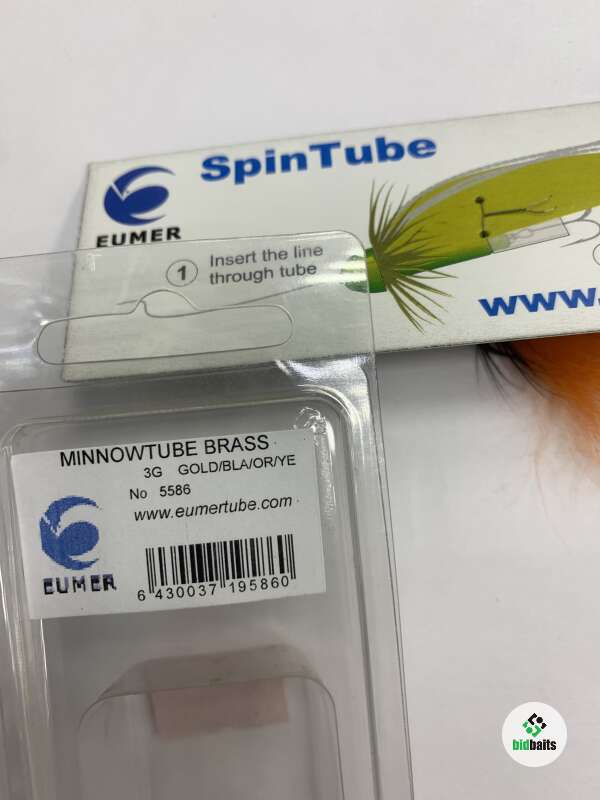 SpinTube
EUMER
1 Insert the line
through tube
www.
MINNOWTUBE BRASS
3G GOLD/BLA/OR/YE
No 5586
www.eumertube.com
EUMER
6 430037 195860
bidbaits